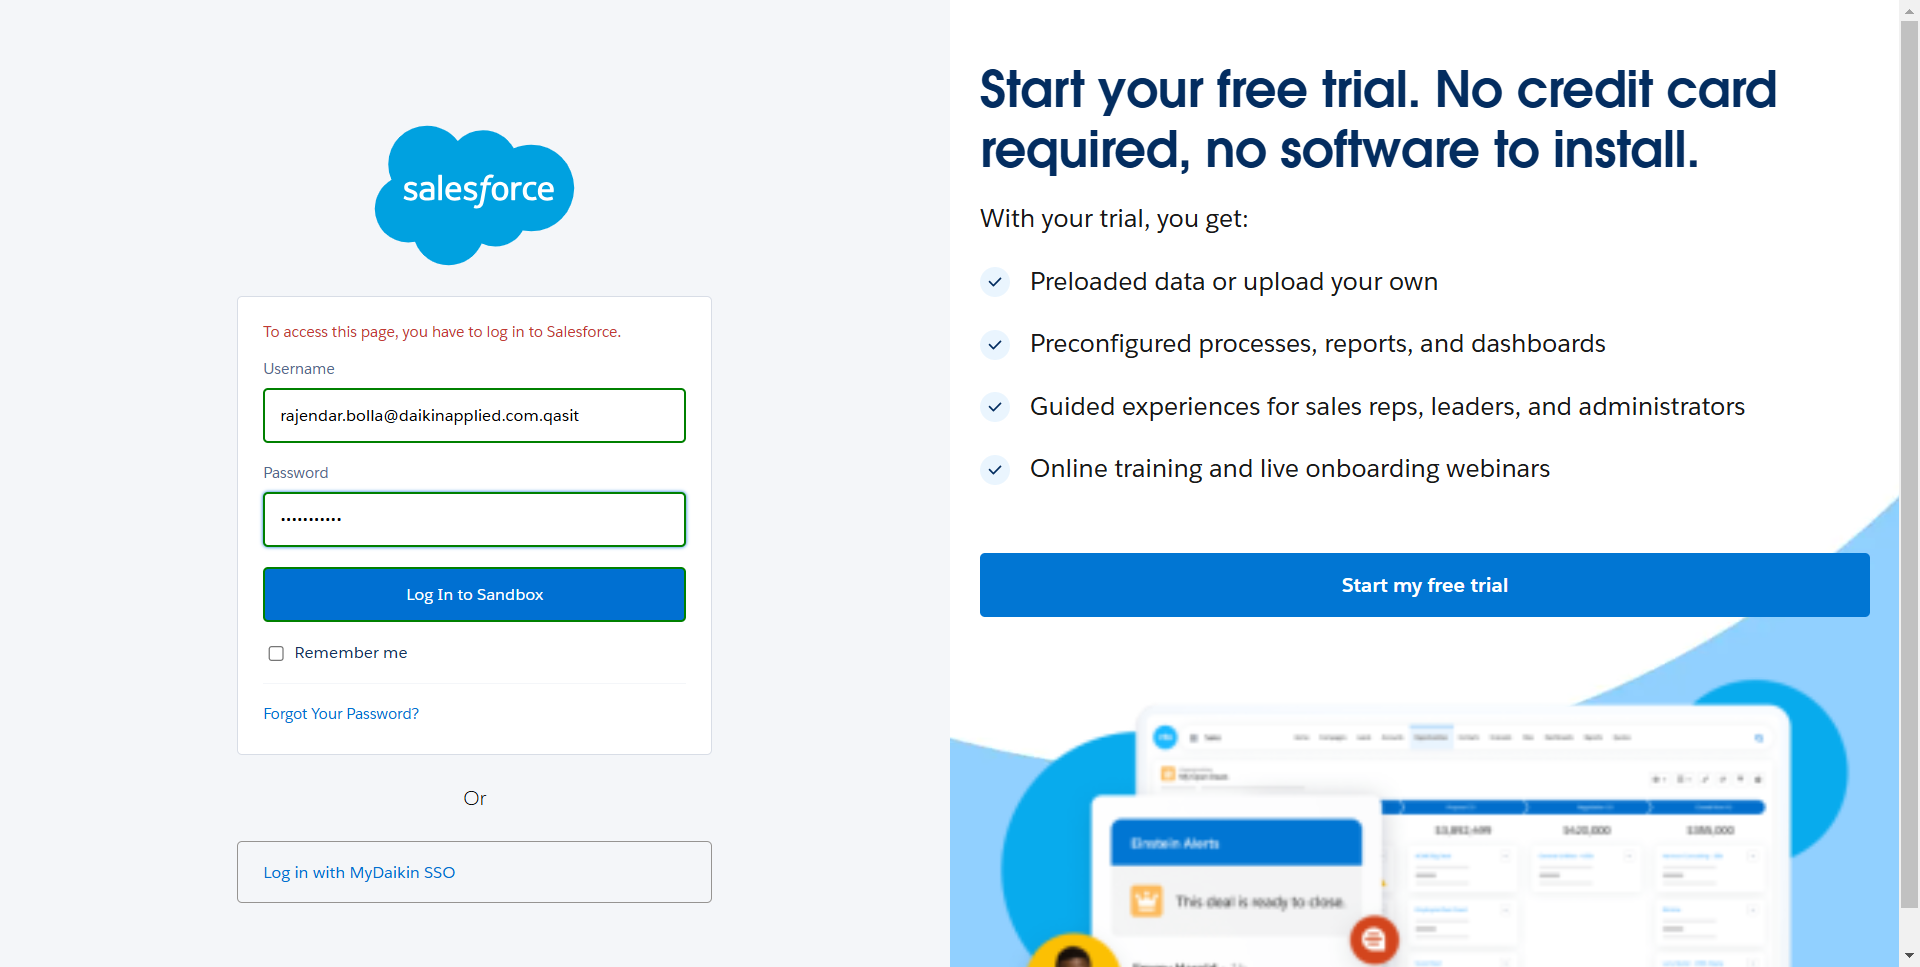 salesforce
To access this page, you have to log in to Salesforce.
Username
rajendar.bolla@daikinapplied.com.qasit
Password
•••••••••••
Log In to Sandbox
Remember me
Forgot Your Password?
Or
Log in with MyDaikin SSO
Start your free trial. No credit card
required, no software to install.
With your trial, you get:
Preloaded data or upload your own
Preconfigured processes, reports, and dashboards
Guided experiences for sales reps, leaders, and administrators
Online training and live onboarding webinars
Start my free trial
$3,892,499
$420,000
Einstein Alerts
This deal is ready to close.